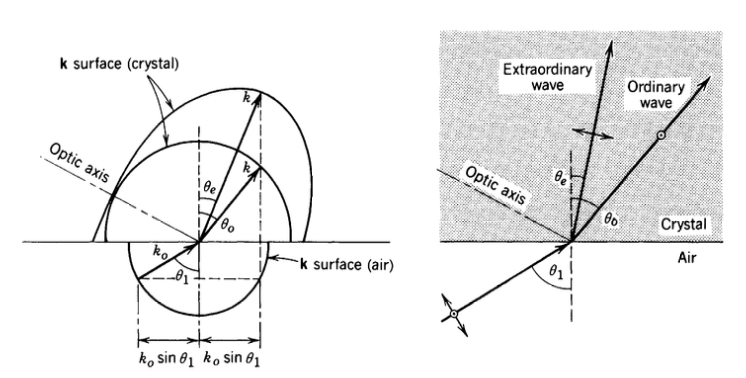 k surface (crystal)
k
Optic axis
θe
k
θo
ko
θ1
k surface (air)
ko sin θ1 ko sin θ1
Extraordinary
wave
Ordinary
wave
Optic axis
θe
θo
Crystal
Air
θ1